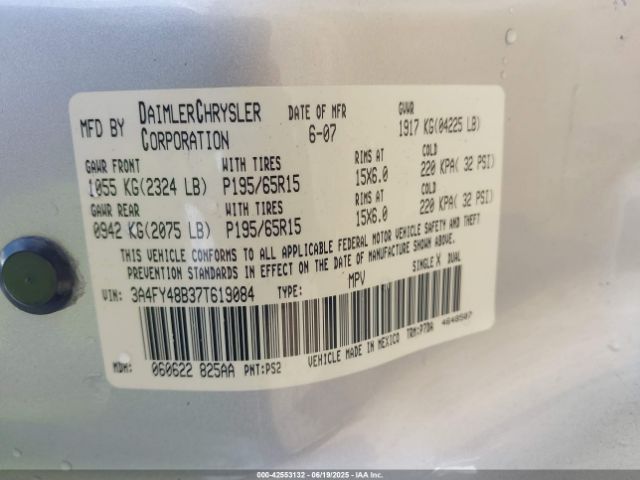 MFD BY DAIMLERCHRYSLER CORPORATION DATE OF MFR 6-07 GVWR 1917 KG(04225 LB)
GAWR FRONT WITH TIRES RIMS AT COLD
1055 KG(2324 LB) P195/65R15 15X6.0 220 KPA( 32 PSI)
GAWR REAR WITH TIRES RIMS AT COLD
0942 KG(2075 LB) P195/65R15 15X6.0 220 KPA( 32 PSI)
THIS VEHICLE CONFORMS TO ALL APPLICABLE FEDERAL MOTOR VEHICLE SAFETY AND THEFT
PREVENTION STANDARDS IN EFFECT ON THE DATE OF MANUFACTURE SHOWN ABOVE.
SINGLE X DUAL
VIN: 3A4FY48B37T619084 TYPE: MPV
MDH: 060622 825AA PNT:PS2 VEHICLE MADE IN MEXICO TRM:P7DA 4648507
000-42553132 - 06/19/2025 - IAAI.COM